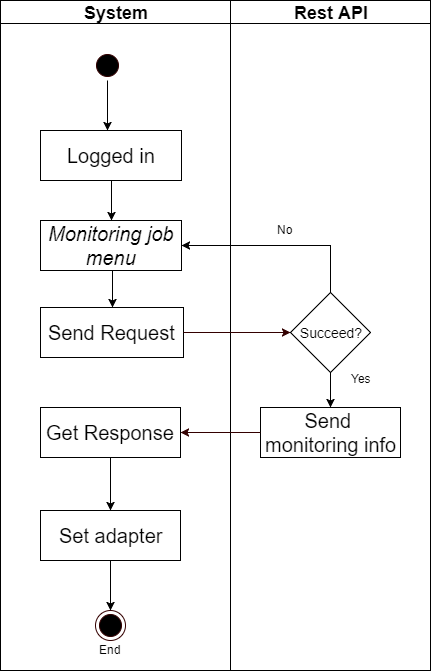 System
Rest API
Logged in
Monitoring job
menu
No
Send Request
Succeed?
Yes
Get Response
Send
monitoring info
Set adapter
End